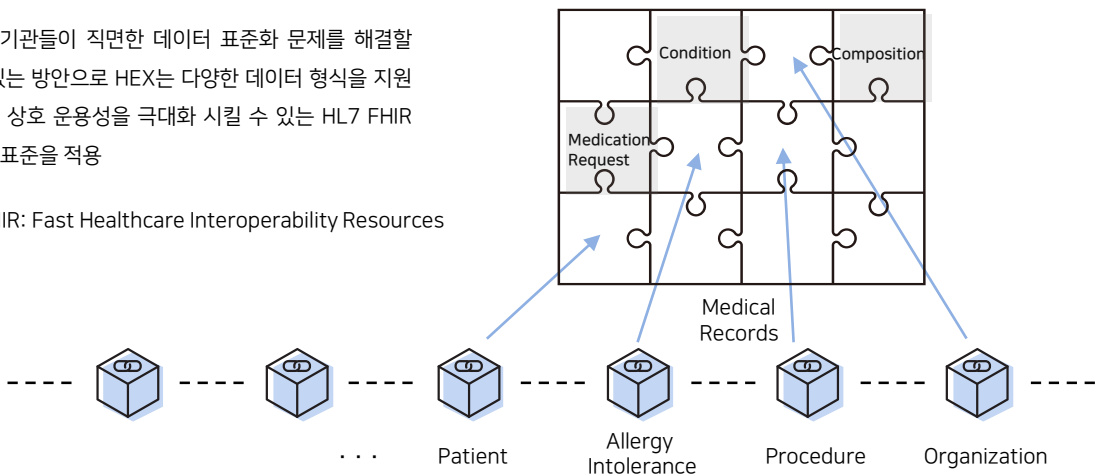 기관들이 직면한 데이터 표준화 문제를 해결할
있는 방안으로 HEX는 다양한 데이터 형식을 지원
상호 운용성을 극대화 시킬 수 있는 HL7 FHIR
표준을 적용
IR: Fast Healthcare Interoperability Resources
Condition
Composition
Medication
Request
Medical
Records
· · ·
Patient
Allergy
Intolerance
Procedure
Organization